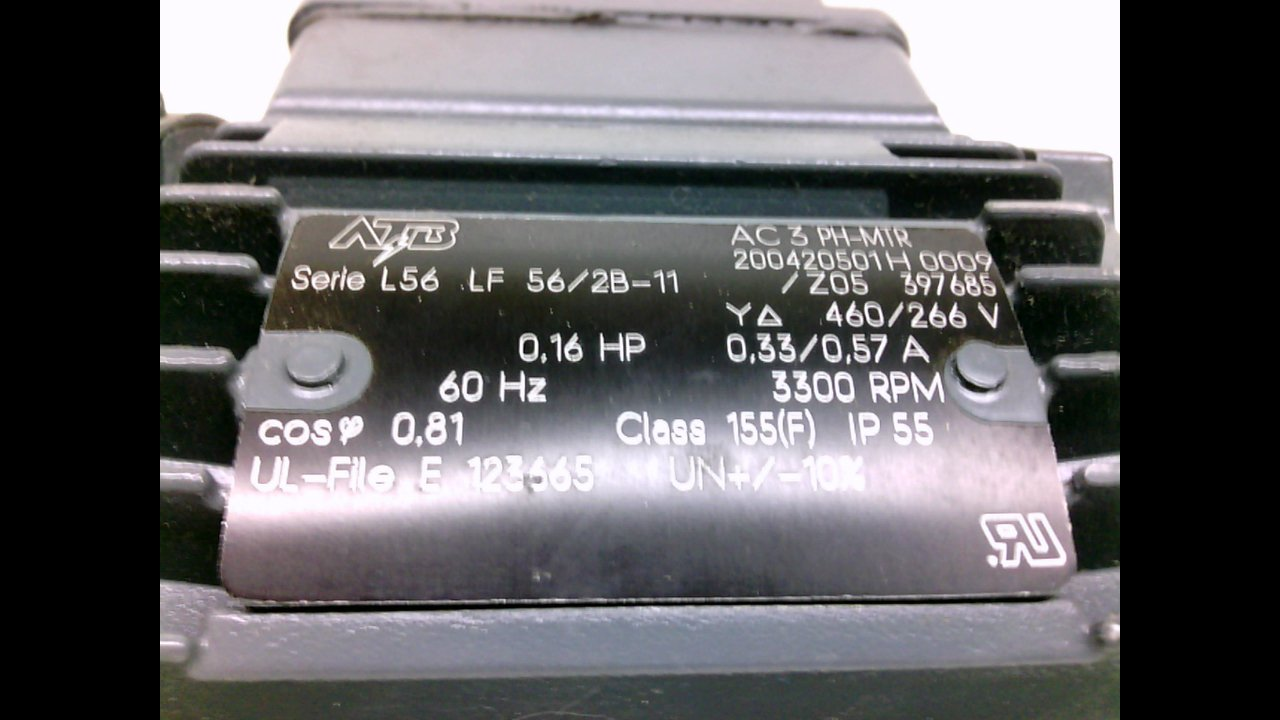 ATB
AC 3 PH-MTR
200420501H 0009
Serie L56 LF 56/2B-11 /Z05 397685
Y△ 460/266 V
0,16 HP 0,33/0,57 A
60 Hz 3300 RPM
cosφ 0,81 Class 155(F) IP 55
UL-File E 123665 UN+/-10%
RU